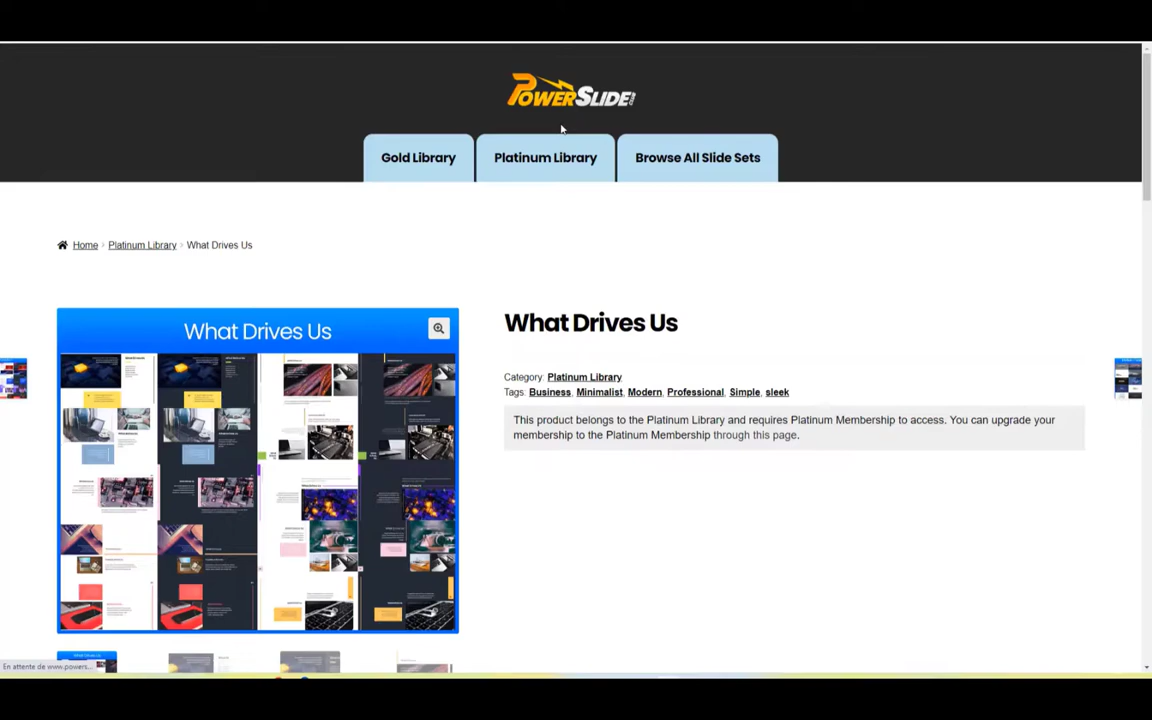 POWERSLIDE
Gold Library
Platinum Library
Browse All Slide Sets
Home > Platinum Library > What Drives Us
What Drives Us
What Drives Us
Category: Platinum Library
Tags: Business, Minimalist, Modern, Professional, Simple, sleek
This product belongs to the Platinum Library and requires Platinum Membership to access. You can upgrade your
membership to the Platinum Membership through this page.
What Drives Us
En attente de www.powers...